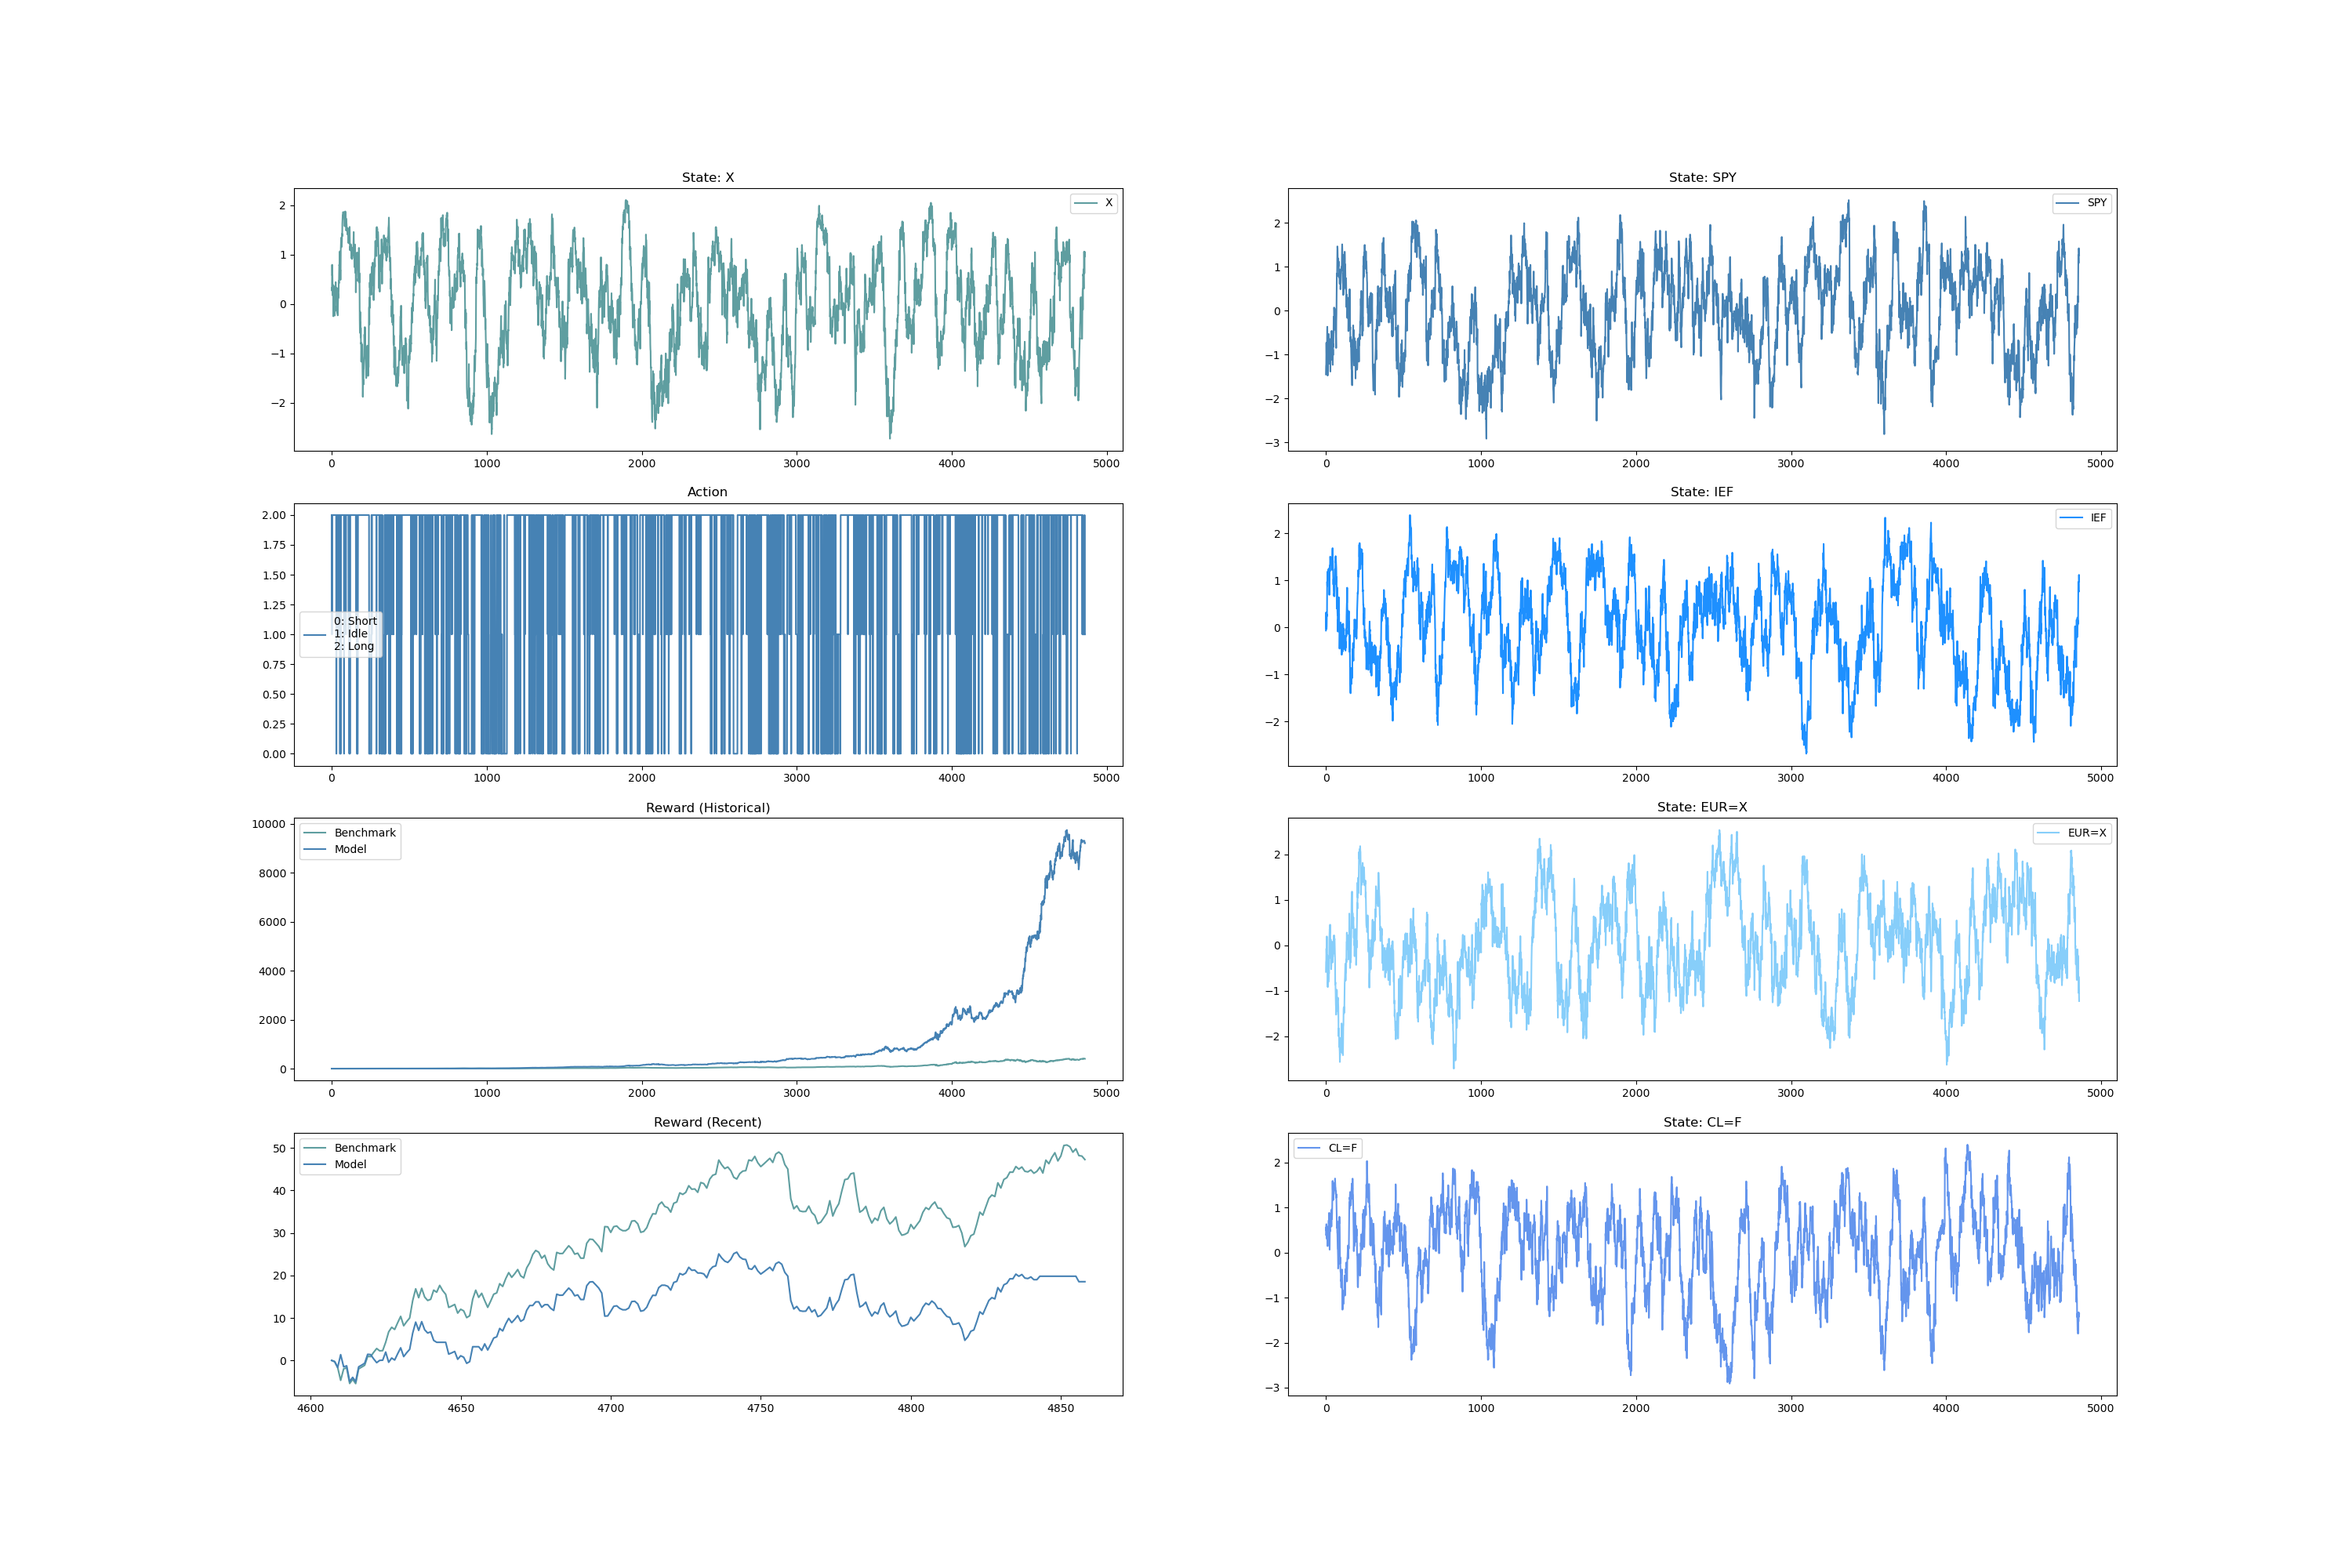 State: X
X
2
1
0
−1
−2
0 1000 2000 3000 4000 5000
Action
2.00
1.75
1.50
1.25
1.00
0.75
0.50
0.25
0.00
0: Short
1: Idle
2: Long
0 1000 2000 3000 4000 5000
Reward (Historical)
Benchmark
Model
10000
8000
6000
4000
2000
0
0 1000 2000 3000 4000 5000
Reward (Recent)
Benchmark
Model
50
40
30
20
10
0
4600 4650 4700 4750 4800 4850
State: SPY
SPY
2
1
0
−1
−2
−3
0 1000 2000 3000 4000 5000
State: IEF
IEF
2
1
0
−1
−2
0 1000 2000 3000 4000 5000
State: EUR=X
EUR=X
2
1
0
−1
−2
0 1000 2000 3000 4000 5000
State: CL=F
CL=F
2
1
0
−1
−2
−3
0 1000 2000 3000 4000 5000